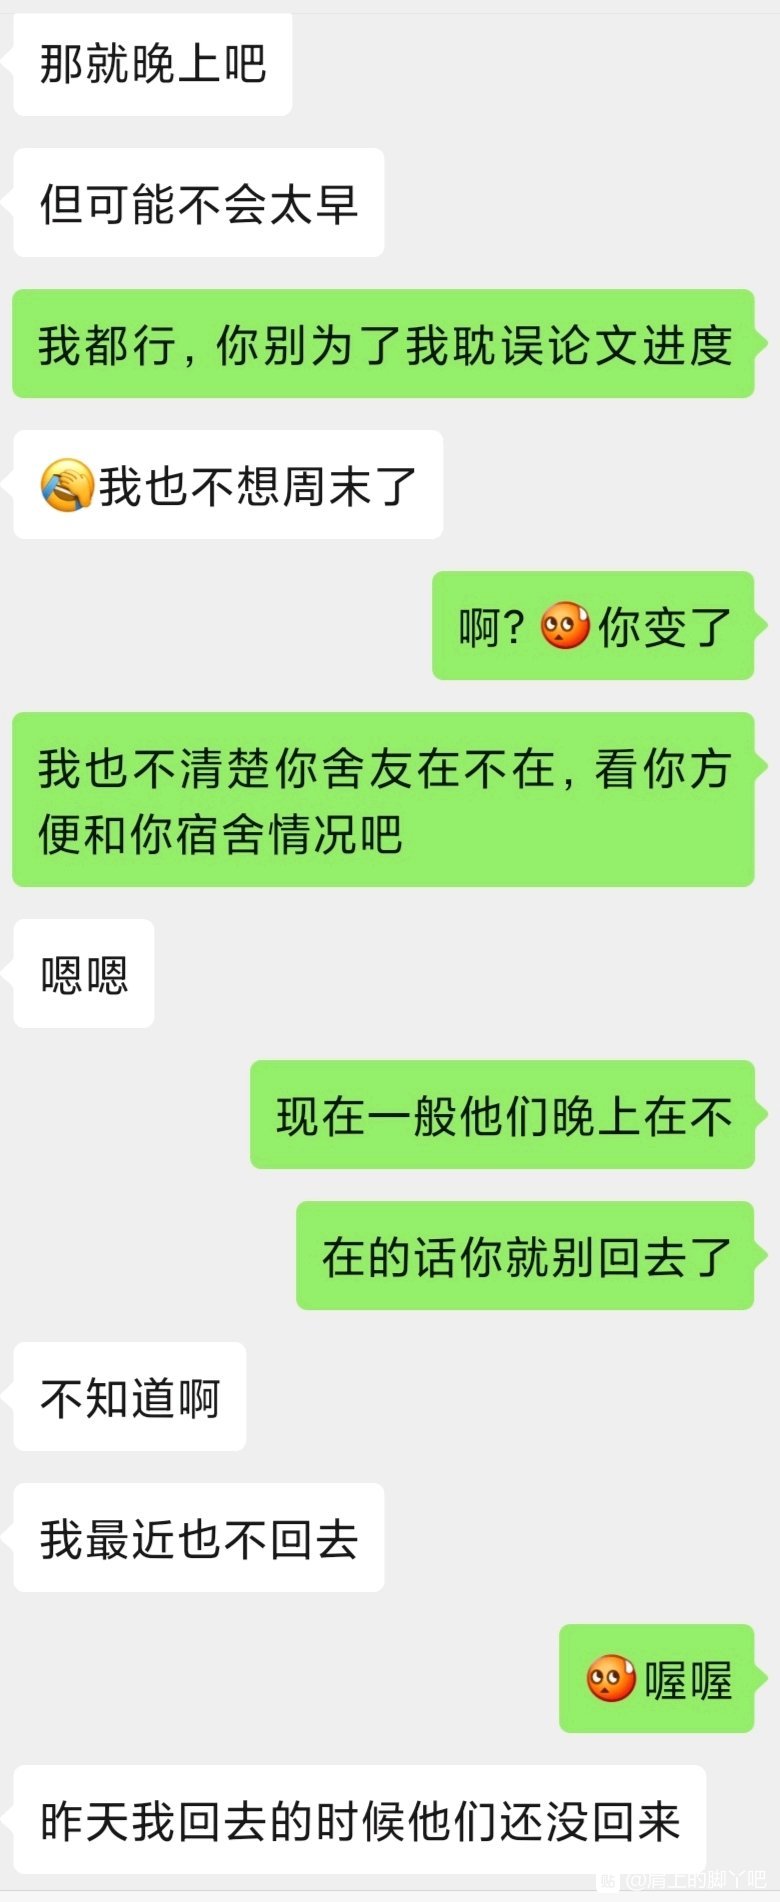 那就晚上吧
但可能不会太早
我都行，你别为了我耽误论文进度
🤣我也不想周末了
啊？🥵你变了
我也不清楚你舍友在不在，看你方
便和你宿舍情况吧
嗯嗯
现在一般他们晚上在不
在的话你就别回去了
不知道啊
我最近也不回去
喔喔
昨天我回去的时候他们还没回来
贴 @肩上的脚丫吧